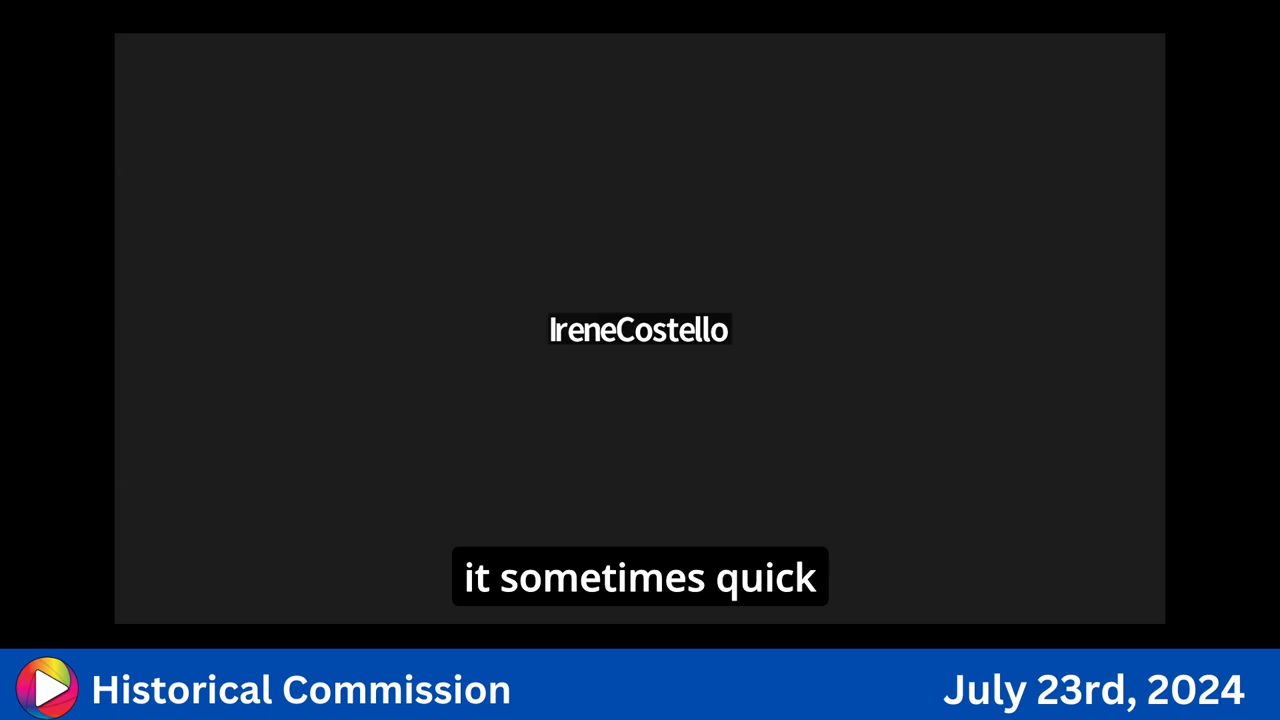 IreneCostello
it sometimes quick
Historical Commission
July 23rd, 2024